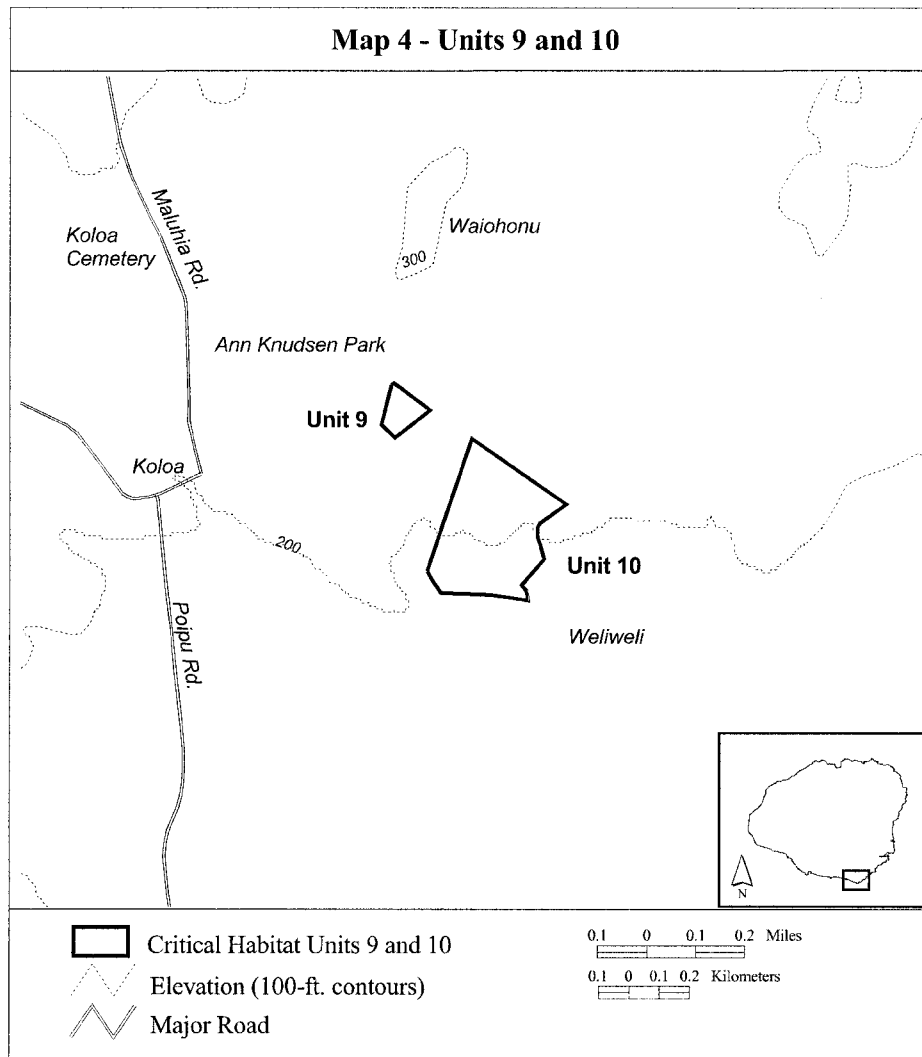 Map 4 - Units 9 and 10
Maluhia Rd.
Koloa
Cemetery
Waiohonu
300
Ann Knudsen Park
Unit 9
Koloa
200
Unit 10
Poipu Rd.
Weliweli
N
Critical Habitat Units 9 and 10
Elevation (100-ft. contours)
Major Road
0.1 0 0.1 0.2 Miles
0.1 0 0.1 0.2 Kilometers